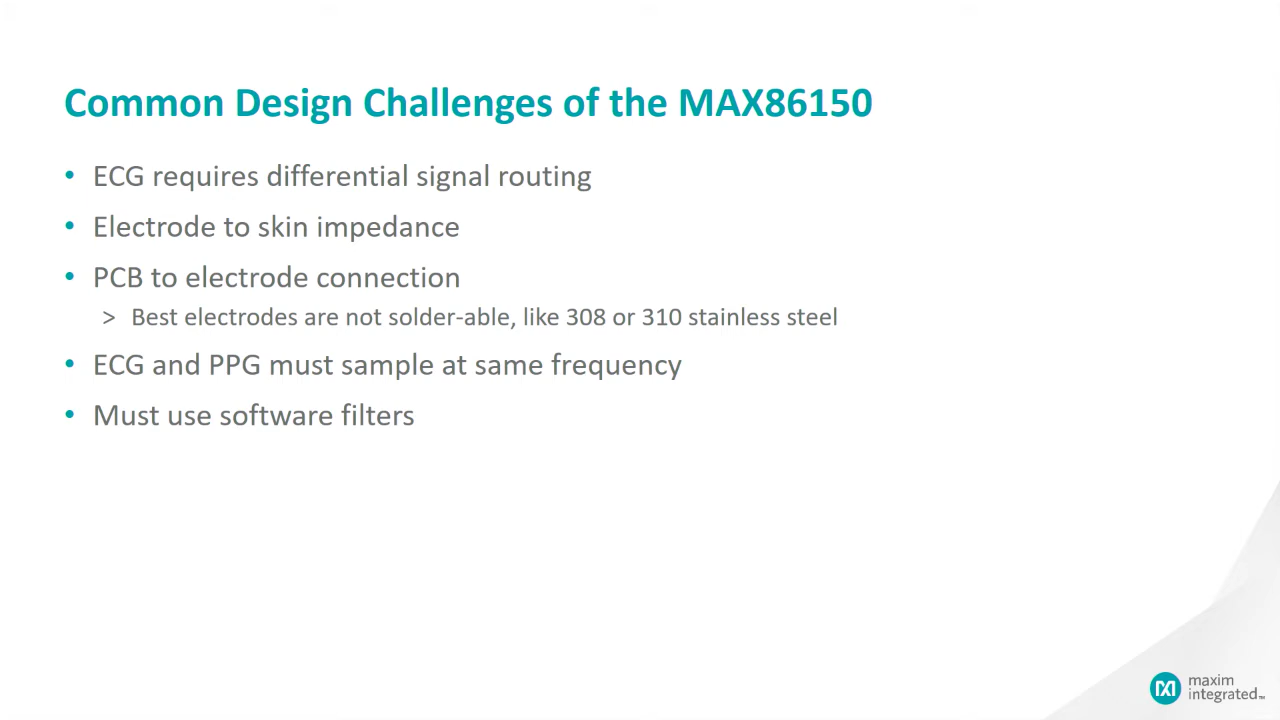 Common Design Challenges of the MAX86150
• ECG requires differential signal routing
• Electrode to skin impedance
• PCB to electrode connection
> Best electrodes are not solder-able, like 308 or 310 stainless steel
• ECG and PPG must sample at same frequency
• Must use software filters
maxim
integrated™